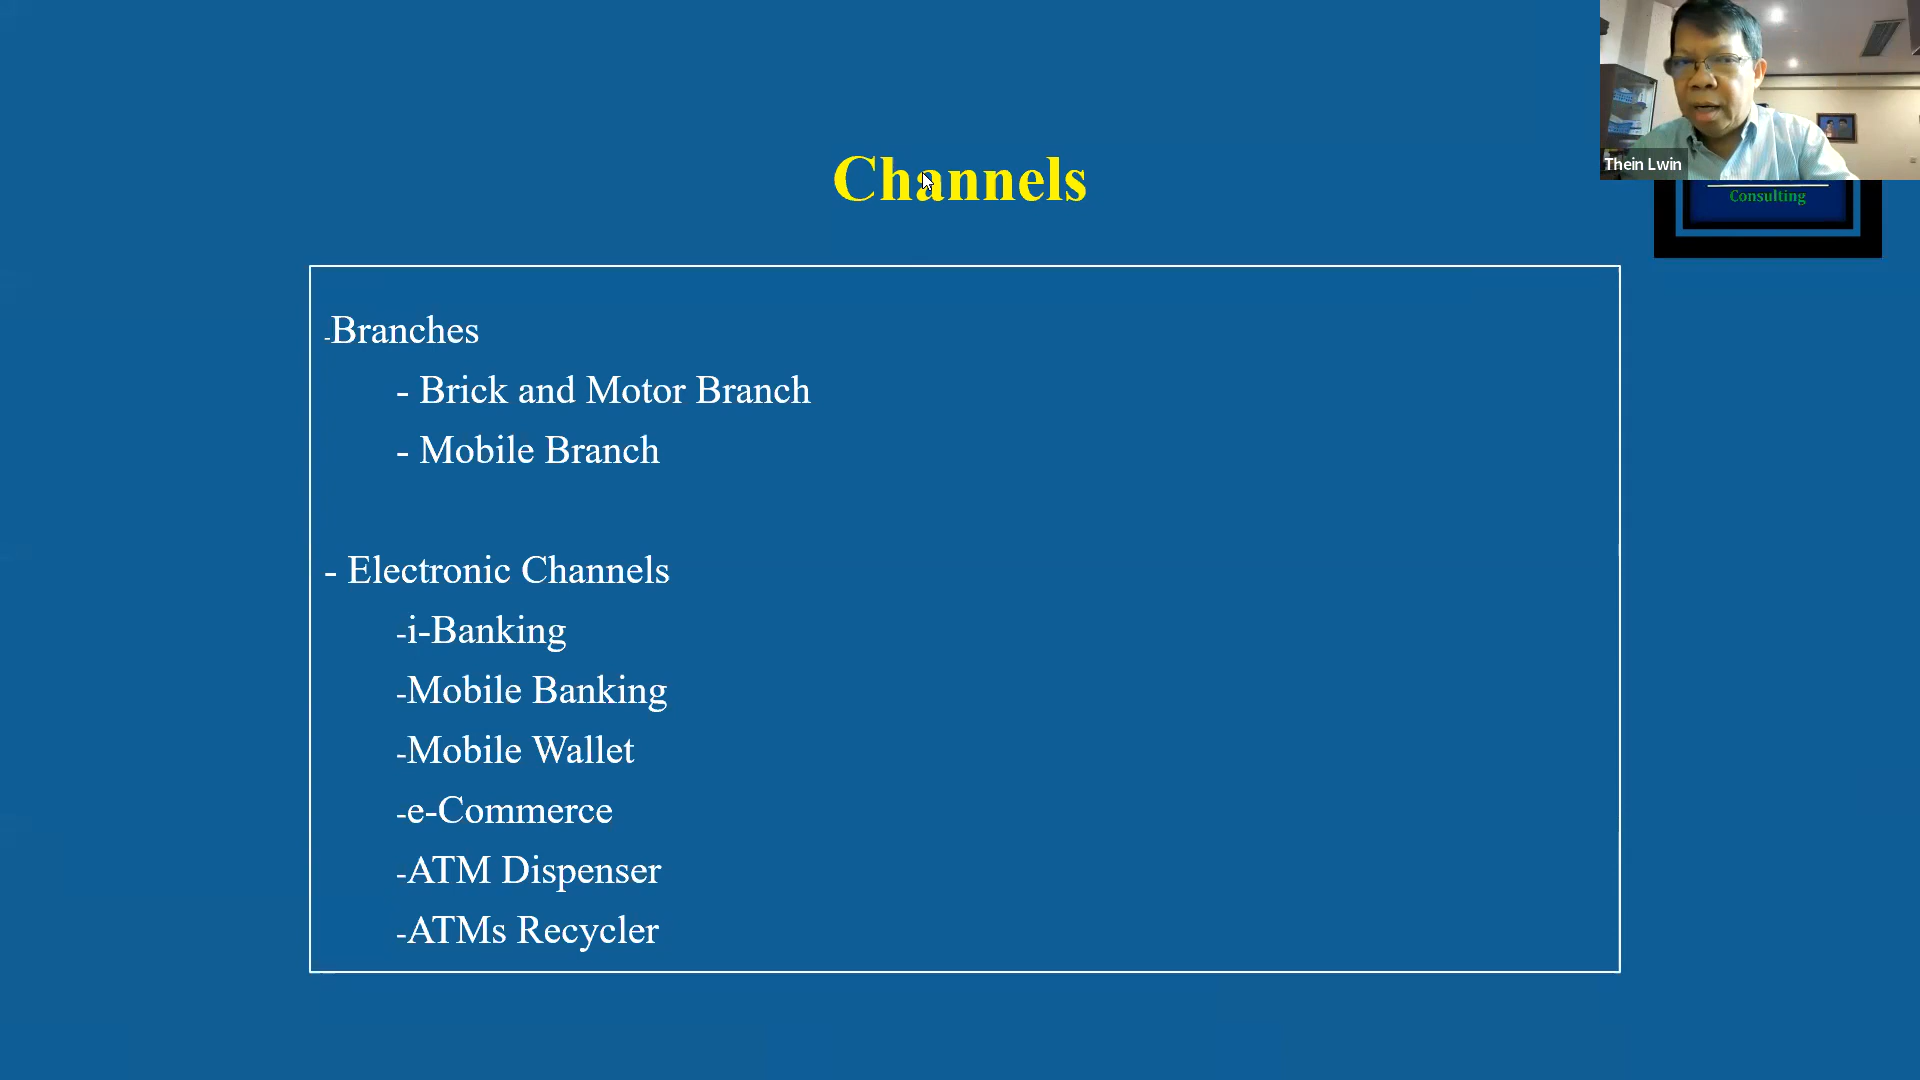 Channels
Thein Lwin
Consulting
-Branches
- Brick and Motor Branch
- Mobile Branch
- Electronic Channels
-i-Banking
-Mobile Banking
-Mobile Wallet
-e-Commerce
-ATM Dispenser
-ATMs Recycler